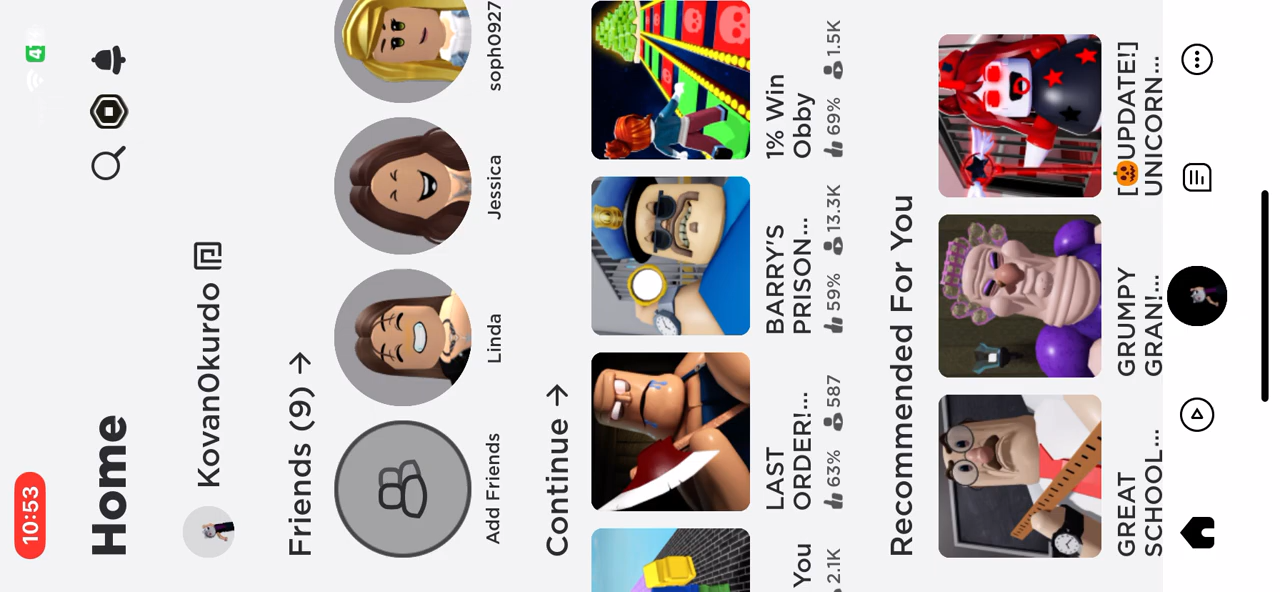 10:53
Home
Kovan0kurdo
Friends (9) →
Add Friends
Linda
Jessica
soph0927
Continue →
You
2.1K
LAST
ORDER!...
63% 587
BARRY'S
PRISON...
59% 13.3K
1% Win
Obby
69% 1.5K
Recommended For You
GREAT
SCHOOL...
GRUMPY
GRAN!...
[🎃UPDATE!]
UNICORN...